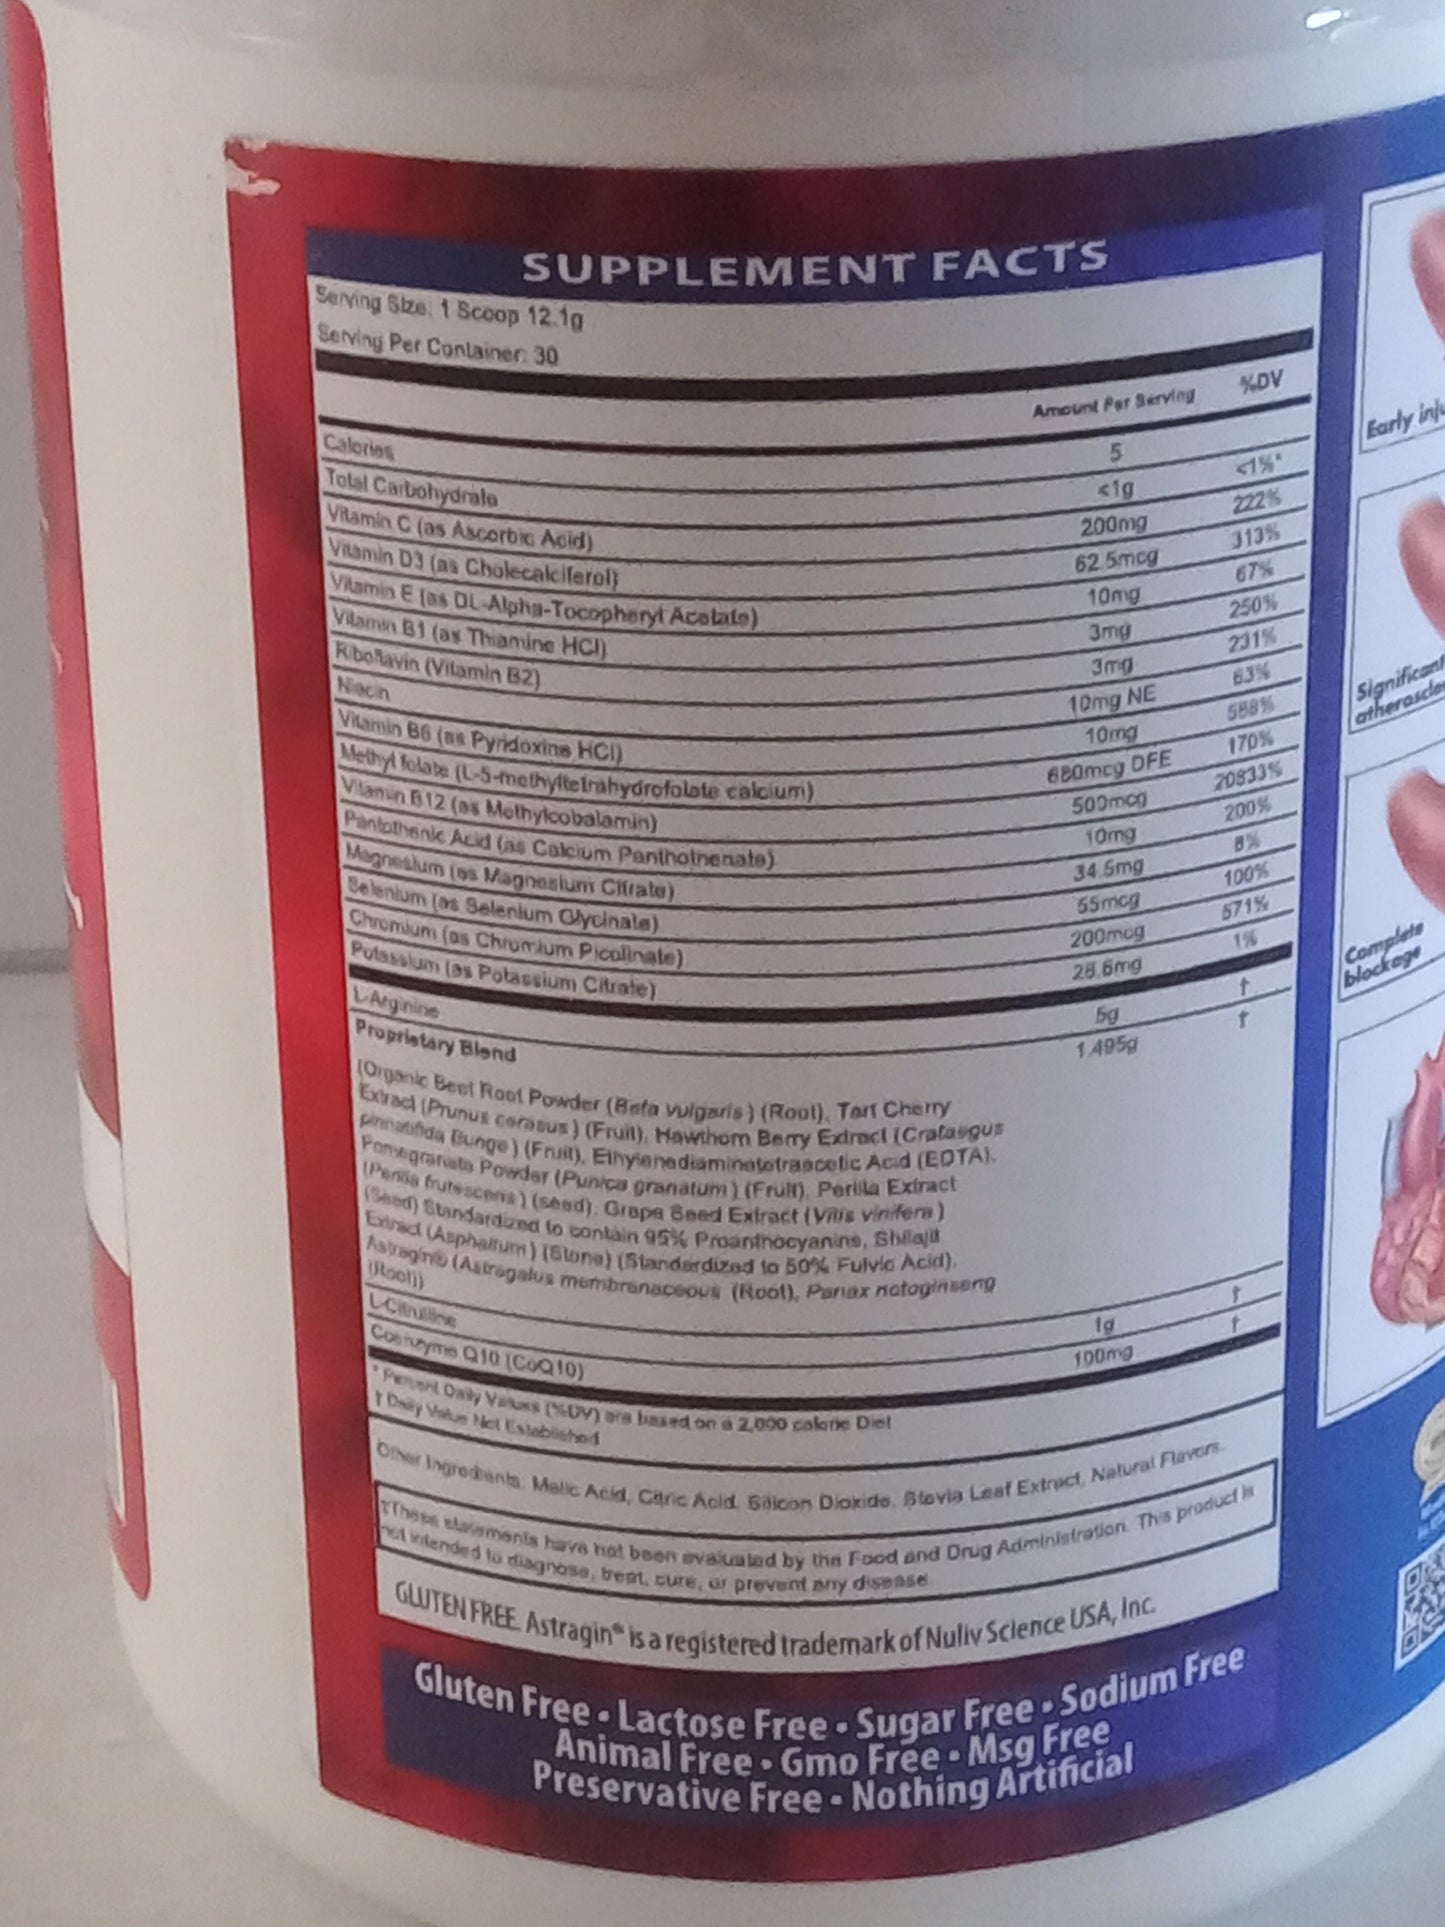 SUPPLEMENT FACTS
Serving Size: 1 Scoop 12.1g
Serving Per Container: 30
Amount Per Serving %DV
Calories 5
Total Carbohydrate <1g <1%*
Vitamin C (as Ascorbic Acid) 200mg 222%
Vitamin D3 (as Cholecalciferol) 62.5mcg 313%
Vitamin E (as DL-Alpha-Tocopheryl Acetate) 10mg 67%
Vitamin B1 (as Thiamine HCl) 3mg 250%
Riboflavin (Vitamin B2) 3mg 231%
Niacin 10mg NE 63%
Vitamin B6 (as Pyridoxine HCl) 10mg 588%
Methyl folate (L-5-methyltetrahydrofolate calcium) 680mcg DFE 170%
Vitamin B12 (as Methylcobalamin) 500mcg 20833%
Pantothenic Acid (as Calcium Panthothenate) 10mg 200%
Magnesium (as Magnesium Citrate) 34.5mg 8%
Selenium (as Selenium Glycinate) 55mcg 100%
Chromium (as Chromium Picolinate) 200mcg 571%
Potassium (as Potassium Citrate) 28.6mg 1%
L-Arginine 5g †
Proprietary Blend 1.495g †
(Organic Beet Root Powder (Beta vulgaris) (Root), Tart Cherry
Extract (Prunus cerasus) (Fruit), Hawthorn Berry Extract (Crataegus
pinnatifida Bunge) (Fruit), Ethylenediaminetetraacetic Acid (EDTA),
Pomegranate Powder (Punica granatum) (Fruit), Perilla Extract
(Perilla frutescens) (seed), Grape Seed Extract (Vitis vinifera)
(Seed) Standardized to contain 95% Proanthocyanins, Shilajit
Extract (Asphaltum) (Stone) (Standardized to 50% Fulvic Acid),
Astragin® (Astragalus membranaceous (Root), Panax notoginseng
(Root))
L-Citrulline 1g †
Coenzyme Q10 (CoQ10) 100mg †
* Percent Daily Values (%DV) are based on a 2,000 calorie Diet
† Daily Value Not Established
Other Ingredients: Malic Acid, Citric Acid, Silicon Dioxide, Stevia Leaf Extract, Natural Flavors.
‡These statements have not been evaluated by the Food and Drug Administration. This product is
not intended to diagnose, treat, cure, or prevent any disease.
GLUTEN FREE. Astragin® is a registered trademark of Nuliv Science USA, Inc.
Gluten Free • Lactose Free • Sugar Free • Sodium Free
Animal Free • Gmo Free • Msg Free
Preservative Free • Nothing Artificial
Early inj
Significant
atheroscle
Complete
blockage